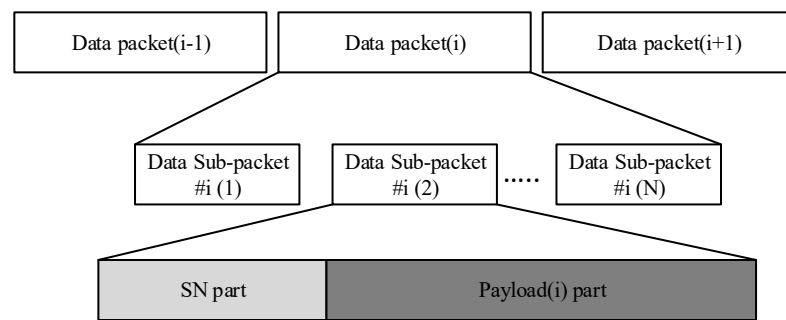 Data packet(i-1)
Data packet(i)
Data packet(i+1)
Data Sub-packet
#i (1)
Data Sub-packet
#i (2)
.....
Data Sub-packet
#i (N)
SN part
Payload(i) part